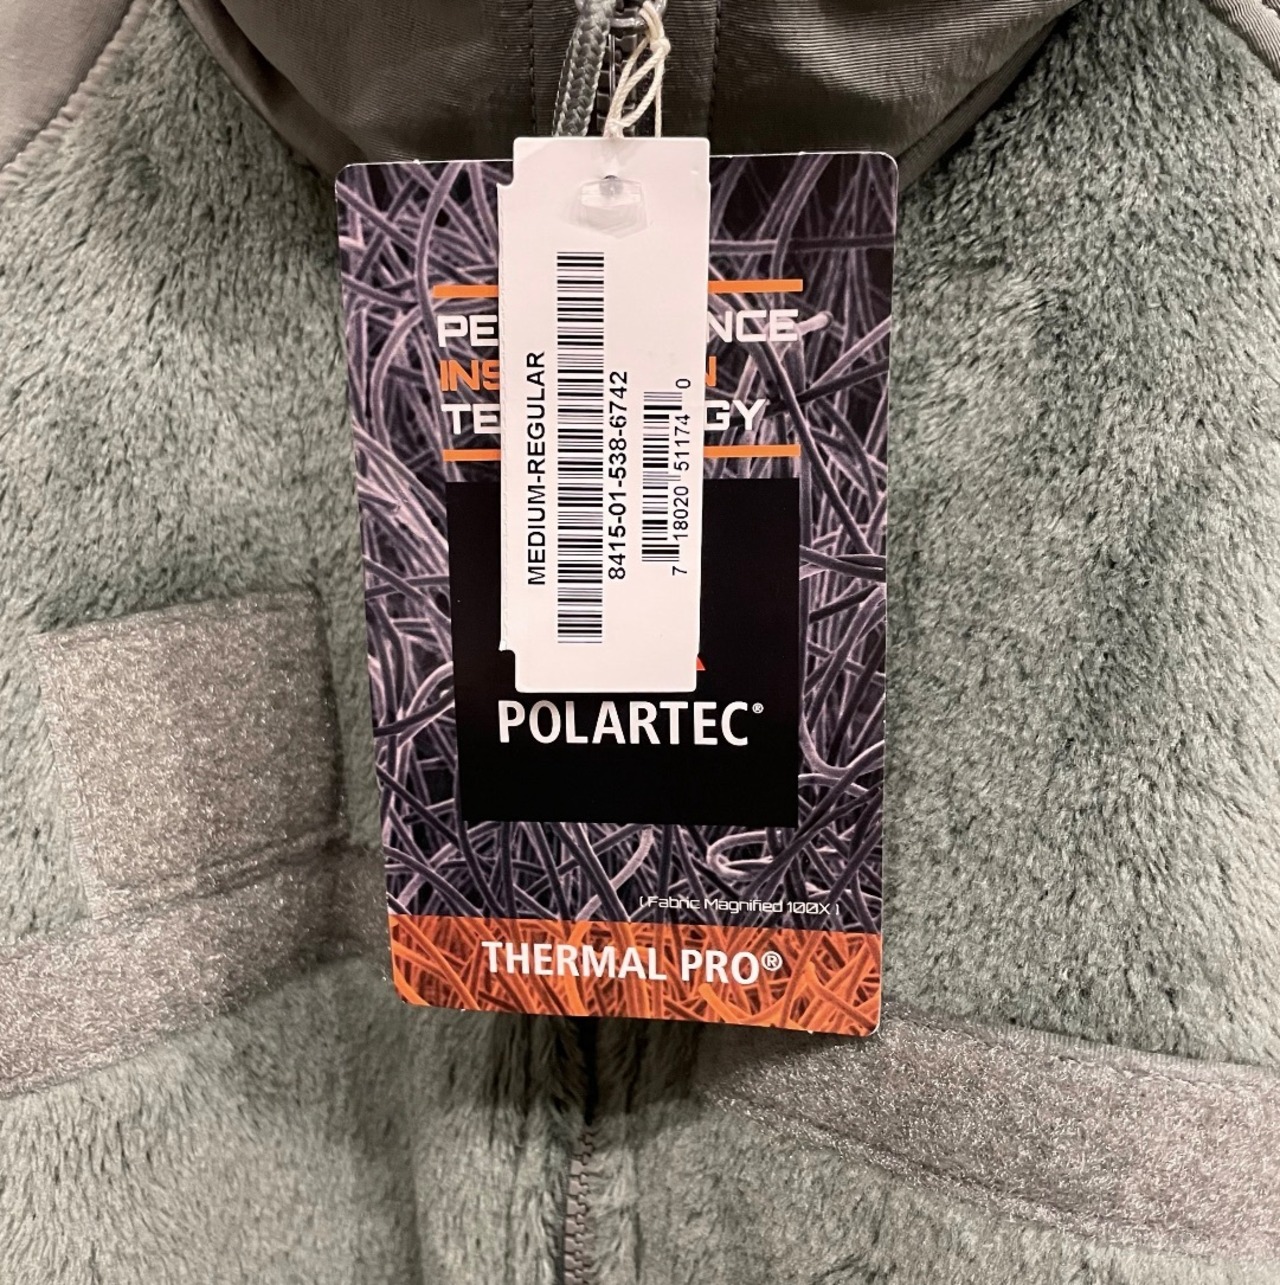 MEDIUM-REGULAR
8415-01-538-6742
7 18020 51174 0
POLARTEC®
[ Fabric Magnified 100X ]
THERMAL PRO®